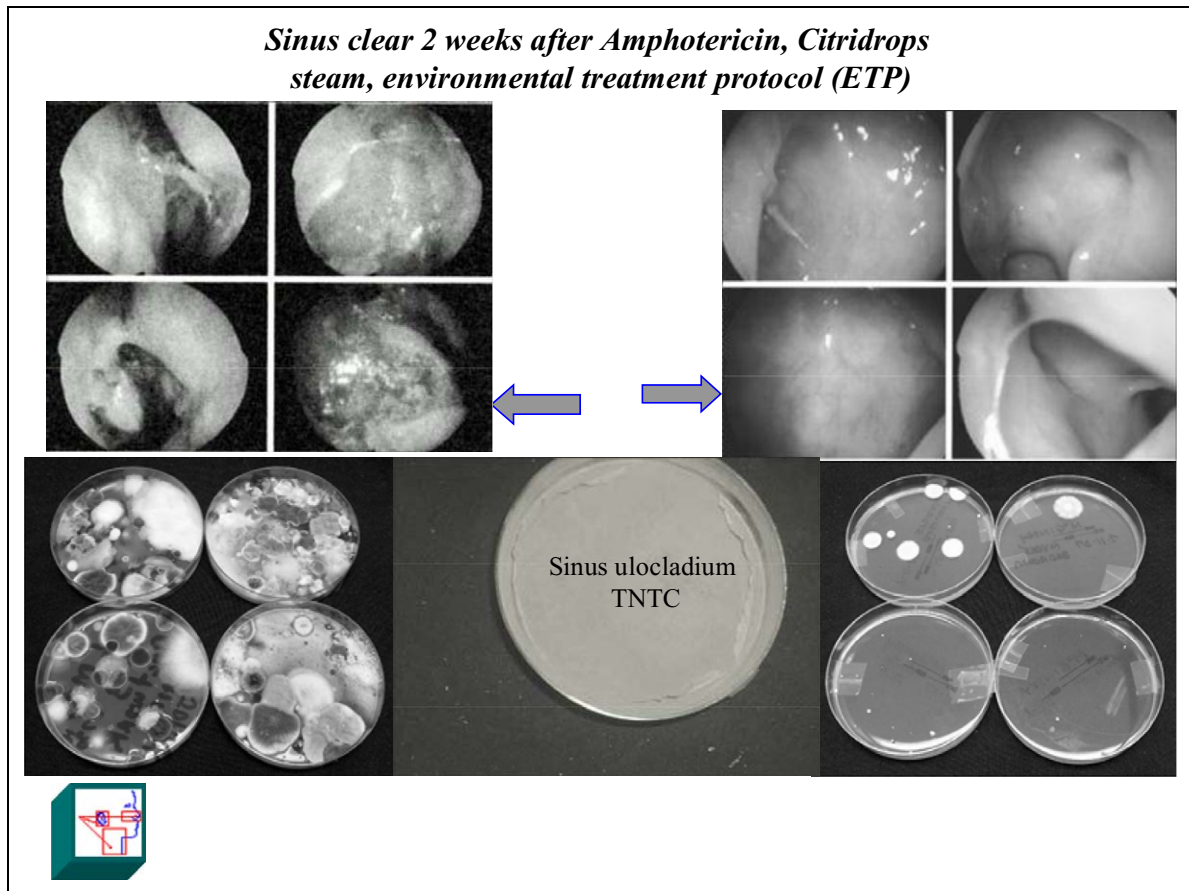 Sinus clear 2 weeks after Amphotericin, Citridrops
steam, environmental treatment protocol (ETP)
Sinus ulocladium
TNTC